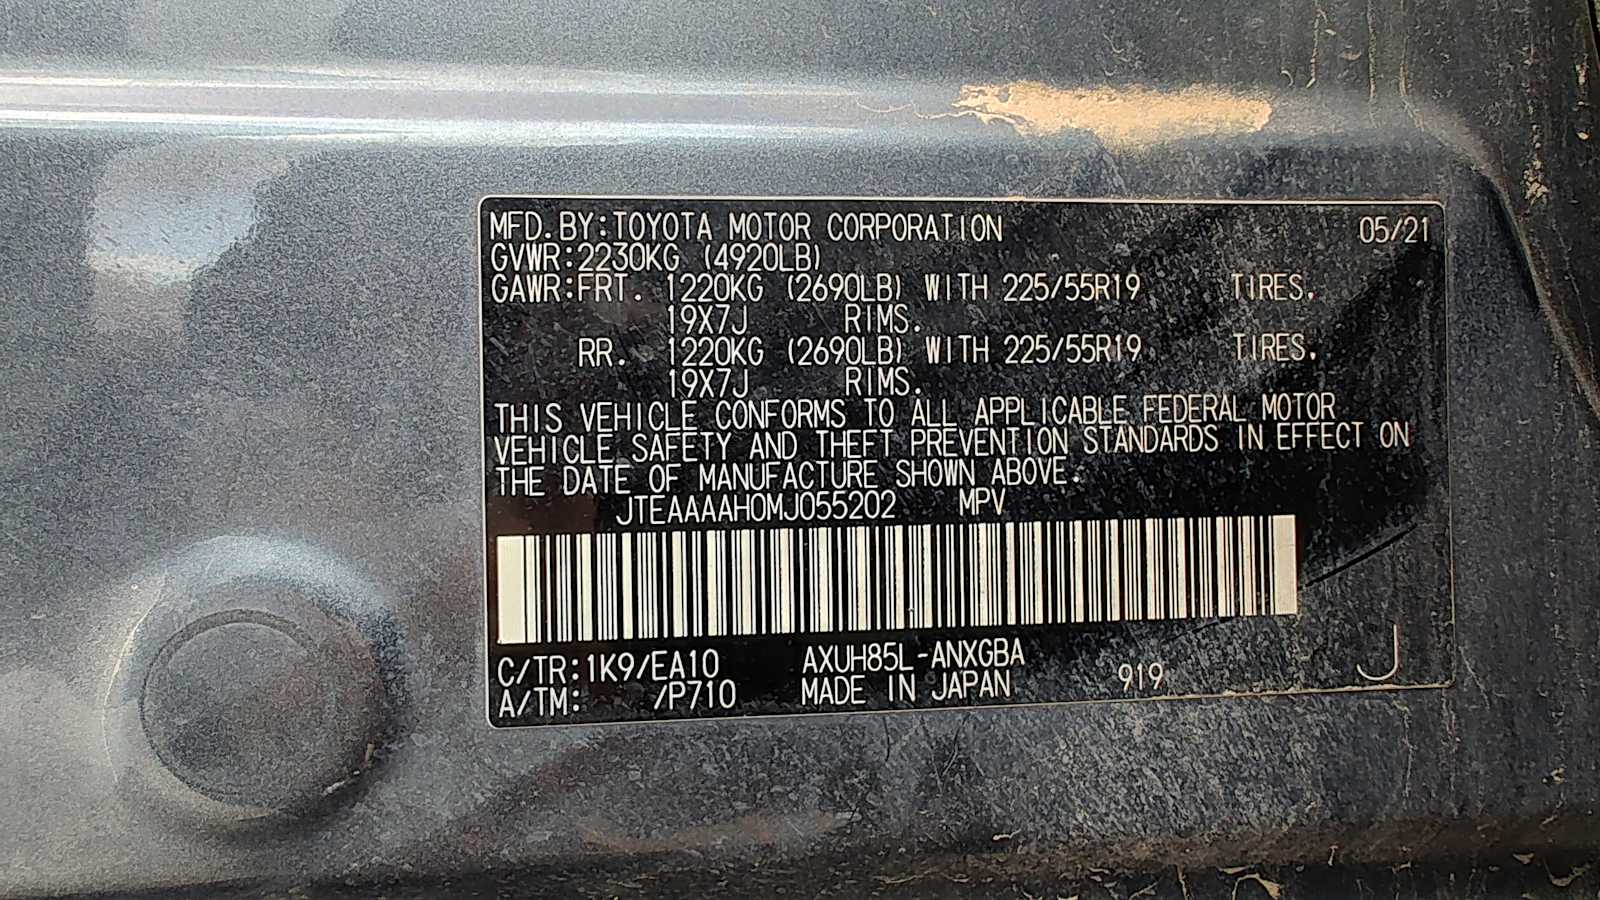 MFD.BY:TOYOTA MOTOR CORPORATION 05/21
GVWR:2230KG (4920LB)
GAWR:FRT. 1220KG (2690LB) WITH 225/55R19 TIRES,
19X7J RIMS.
RR. 1220KG (2690LB) WITH 225/55R19 TIRES,
19X7J RIMS.
THIS VEHICLE CONFORMS TO ALL APPLICABLE FEDERAL MOTOR
VEHICLE SAFETY AND THEFT PREVENTION STANDARDS IN EFFECT ON
THE DATE OF MANUFACTURE SHOWN ABOVE.
JTEAAAAH0MJ055202 MPV
C/TR:1K9/EA10 AXUH85L-ANXGBA
A/TM: /P710 MADE IN JAPAN 919 J